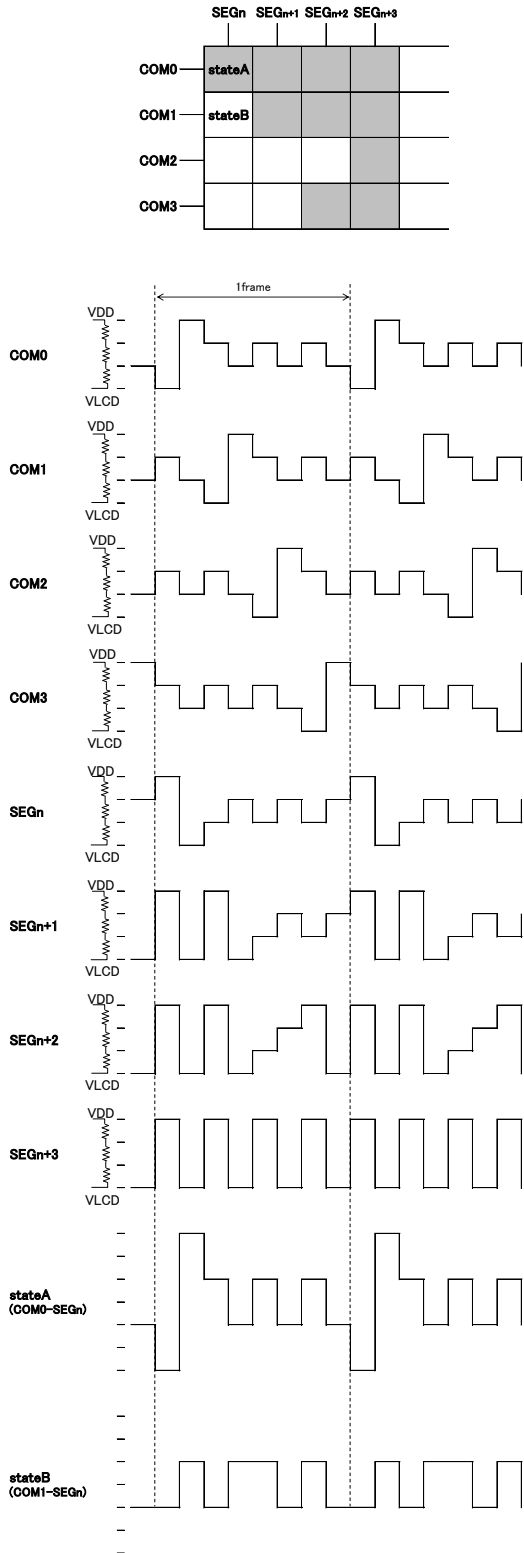 SEGn SEGn+1 SEGn+2 SEGn+3
COM0 stateA
COM1 stateB
COM2
COM3
1frame
VDD
COM0
VLCD
VDD
COM1
VLCD
VDD
COM2
VLCD
VDD
COM3
VLCD
VDD
SEGn
VLCD
VDD
SEGn+1
VLCD
VDD
SEGn+2
VLCD
VDD
SEGn+3
VLCD
stateA
(COM0-SEGn)
stateB
(COM1-SEGn)